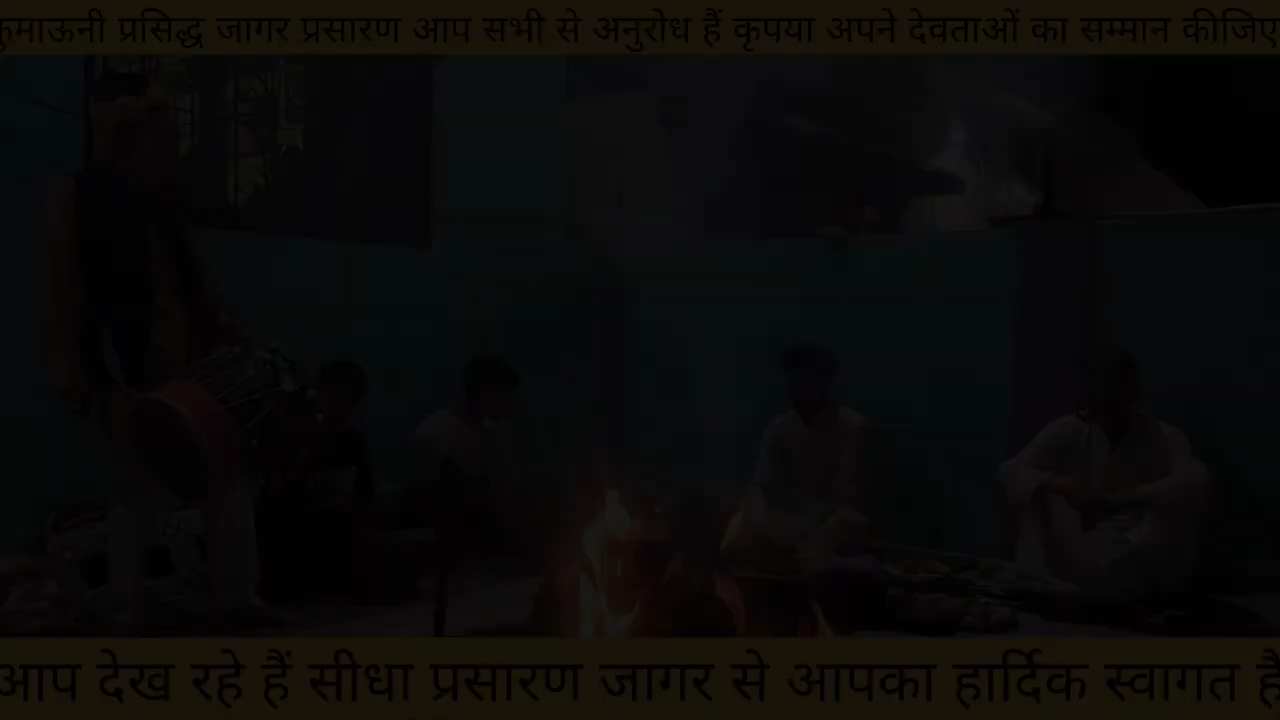 कुमाऊनी प्रसिद्ध जागर प्रसारण आप सभी से अनुरोध हैं कृपया अपने देवताओं का सम्मान कीजिए
आप देख रहे हैं सीधा प्रसारण जागर से आपका हार्दिक स्वागत है